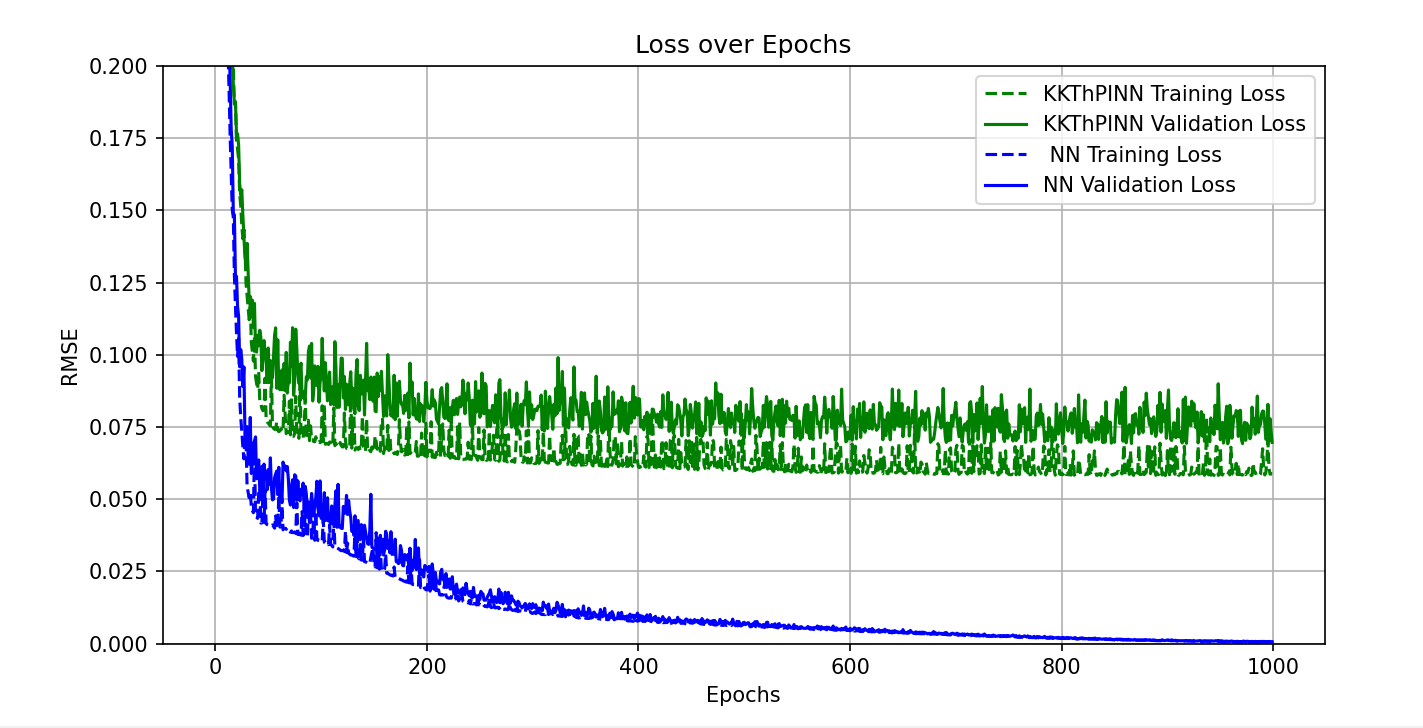 Loss over Epochs
0.200
0.175
0.150
0.125
0.100
0.075
0.050
0.025
0.000
RMSE
KKThPINN Training Loss
KKThPINN Validation Loss
NN Training Loss
NN Validation Loss
0 200 400 600 800 1000
Epochs